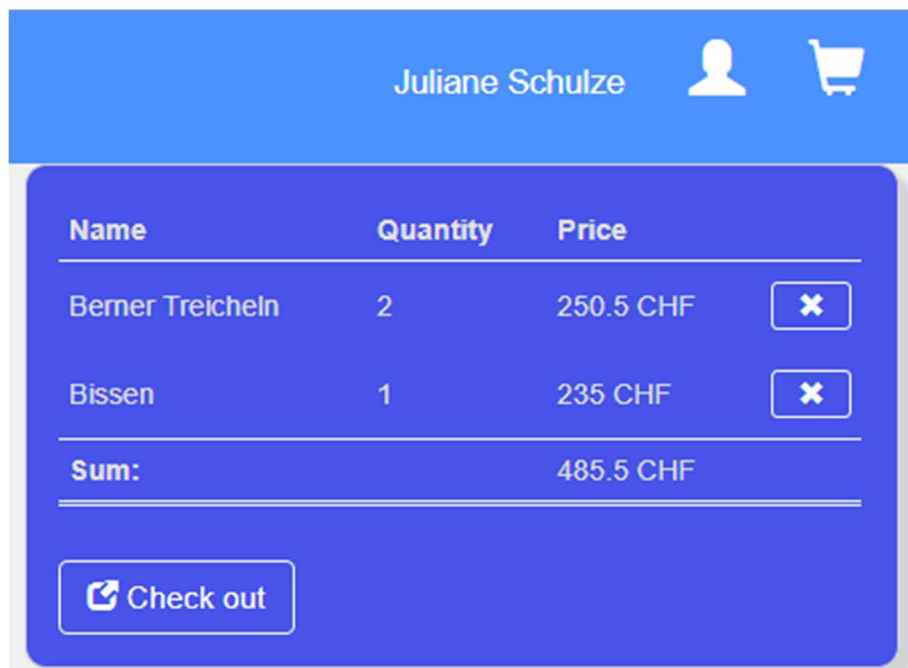 Juliane Schulze
Name Quantity Price
Berner Treicheln 2 250.5 CHF
Bissen 1 235 CHF
Sum: 485.5 CHF
Check out